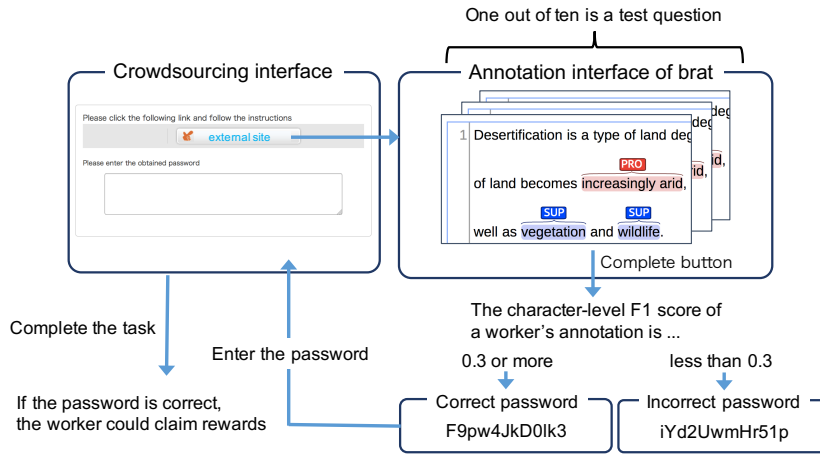 One out of ten is a test question
Crowdsourcing interface
Please click the following link and follow the instructions
external site
Please enter the obtained password
Annotation interface of brat
1 Desertification is a type of land deg
PRO
of land becomes increasingly arid,
SUP SUP
well as vegetation and wildlife.
deg
rid,
Complete button
The character-level F1 score of
a worker's annotation is ...
0.3 or more
less than 0.3
Correct password
F9pw4JkD0lk3
Incorrect password
iYd2UwmHr51p
Enter the password
Complete the task
If the password is correct,
the worker could claim rewards